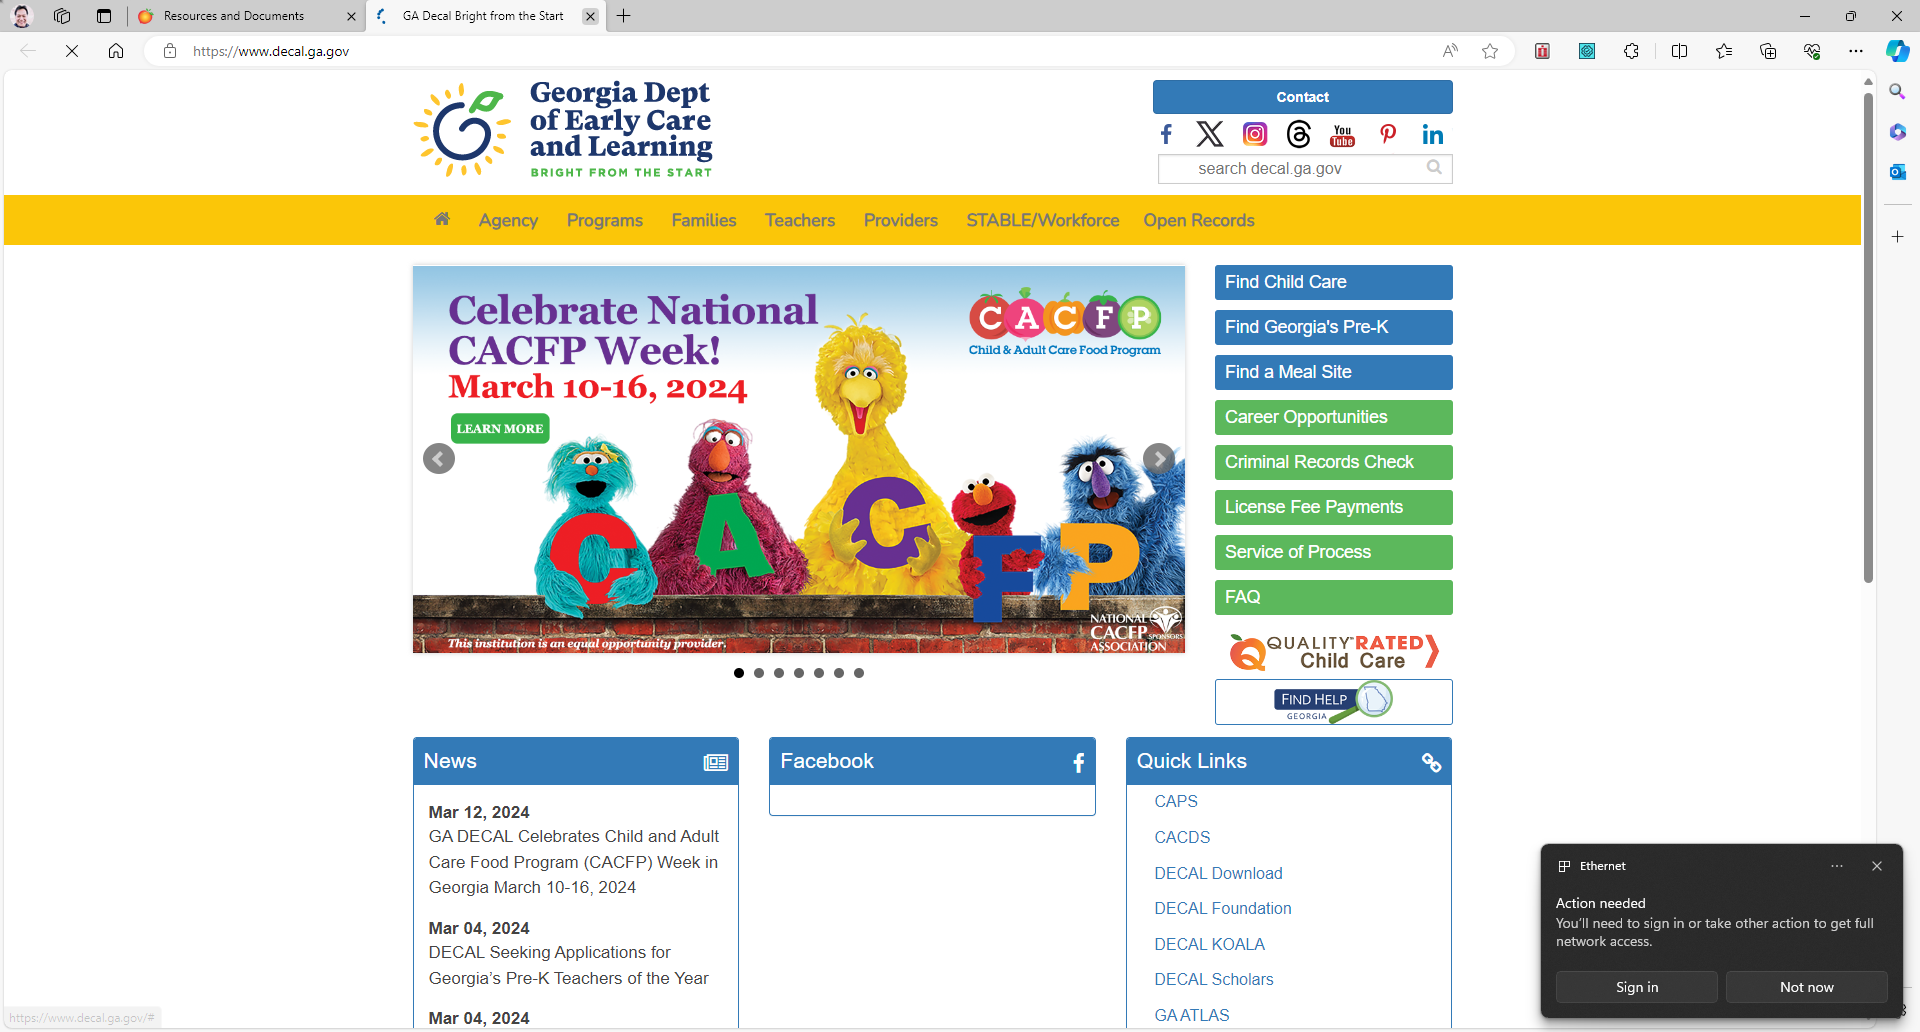 Resources and Documents
GA Decal Bright from the Start
https://www.decal.ga.gov
Georgia Dept
of Early Care
and Learning
BRIGHT FROM THE START
Contact
You
Tube
search decal.ga.gov
Agency
Programs
Families
Teachers
Providers
STABLE/Workforce
Open Records
Celebrate National
CACFP Week!
March 10-16, 2024
LEARN MORE
CACFP
Child & Adult Care Food Program
C A C F P
This institution is an equal opportunity provider.
NATIONAL
CACFP SPONSORS
ASSOCIATION
Find Child Care
Find Georgia's Pre-K
Find a Meal Site
Career Opportunities
Criminal Records Check
License Fee Payments
Service of Process
FAQ
QUALITY RATED
Child Care
FIND HELP
GEORGIA
News
Mar 12, 2024
GA DECAL Celebrates Child and Adult
Care Food Program (CACFP) Week in
Georgia March 10-16, 2024
Mar 04, 2024
DECAL Seeking Applications for
Georgia’s Pre-K Teachers of the Year
Mar 04, 2024
Facebook
Quick Links
CAPS
CACDS
DECAL Download
DECAL Foundation
DECAL KOALA
DECAL Scholars
GA ATLAS
Ethernet
Action needed
You'll need to sign in or take other action to get full
network access.
Sign in
Not now
https://www.decal.ga.gov/#